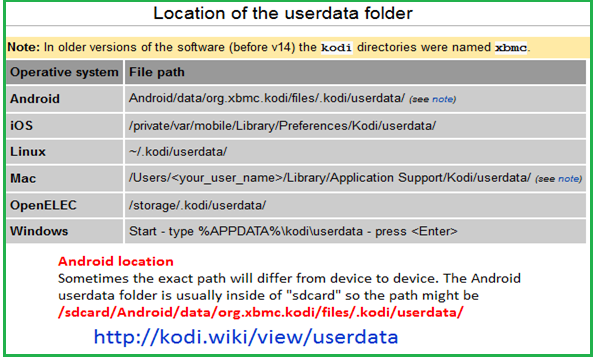 Location of the userdata folder
Note: In older versions of the software (before v14) the kodi directories were named xbmc.
Operative system File path
Android Android/data/org.xbmc.kodi/files/.kodi/userdata/ (see note)
iOS /private/var/mobile/Library/Preferences/Kodi/userdata/
Linux ~/.kodi/userdata/
Mac /Users/<your_user_name>/Library/Application Support/Kodi/userdata/ (see note)
OpenELEC /storage/.kodi/userdata/
Windows Start - type %APPDATA%\kodi\userdata - press <Enter>
Android location
Sometimes the exact path will differ from device to device. The Android
userdata folder is usually inside of "sdcard" so the path might be
/sdcard/Android/data/org.xbmc.kodi/files/.kodi/userdata/
http://kodi.wiki/view/userdata